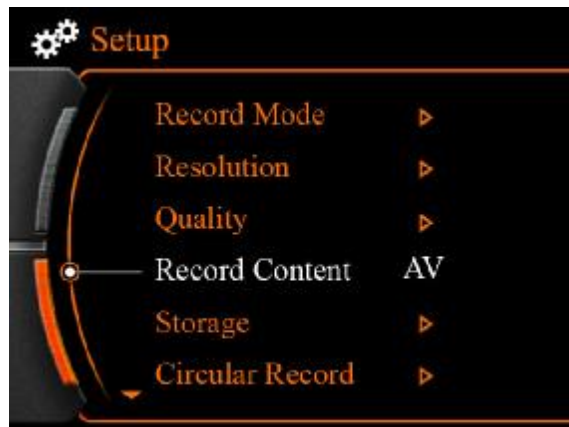 Setup
Record Mode
Resolution
Quality
Record Content AV
Storage
Circular Record